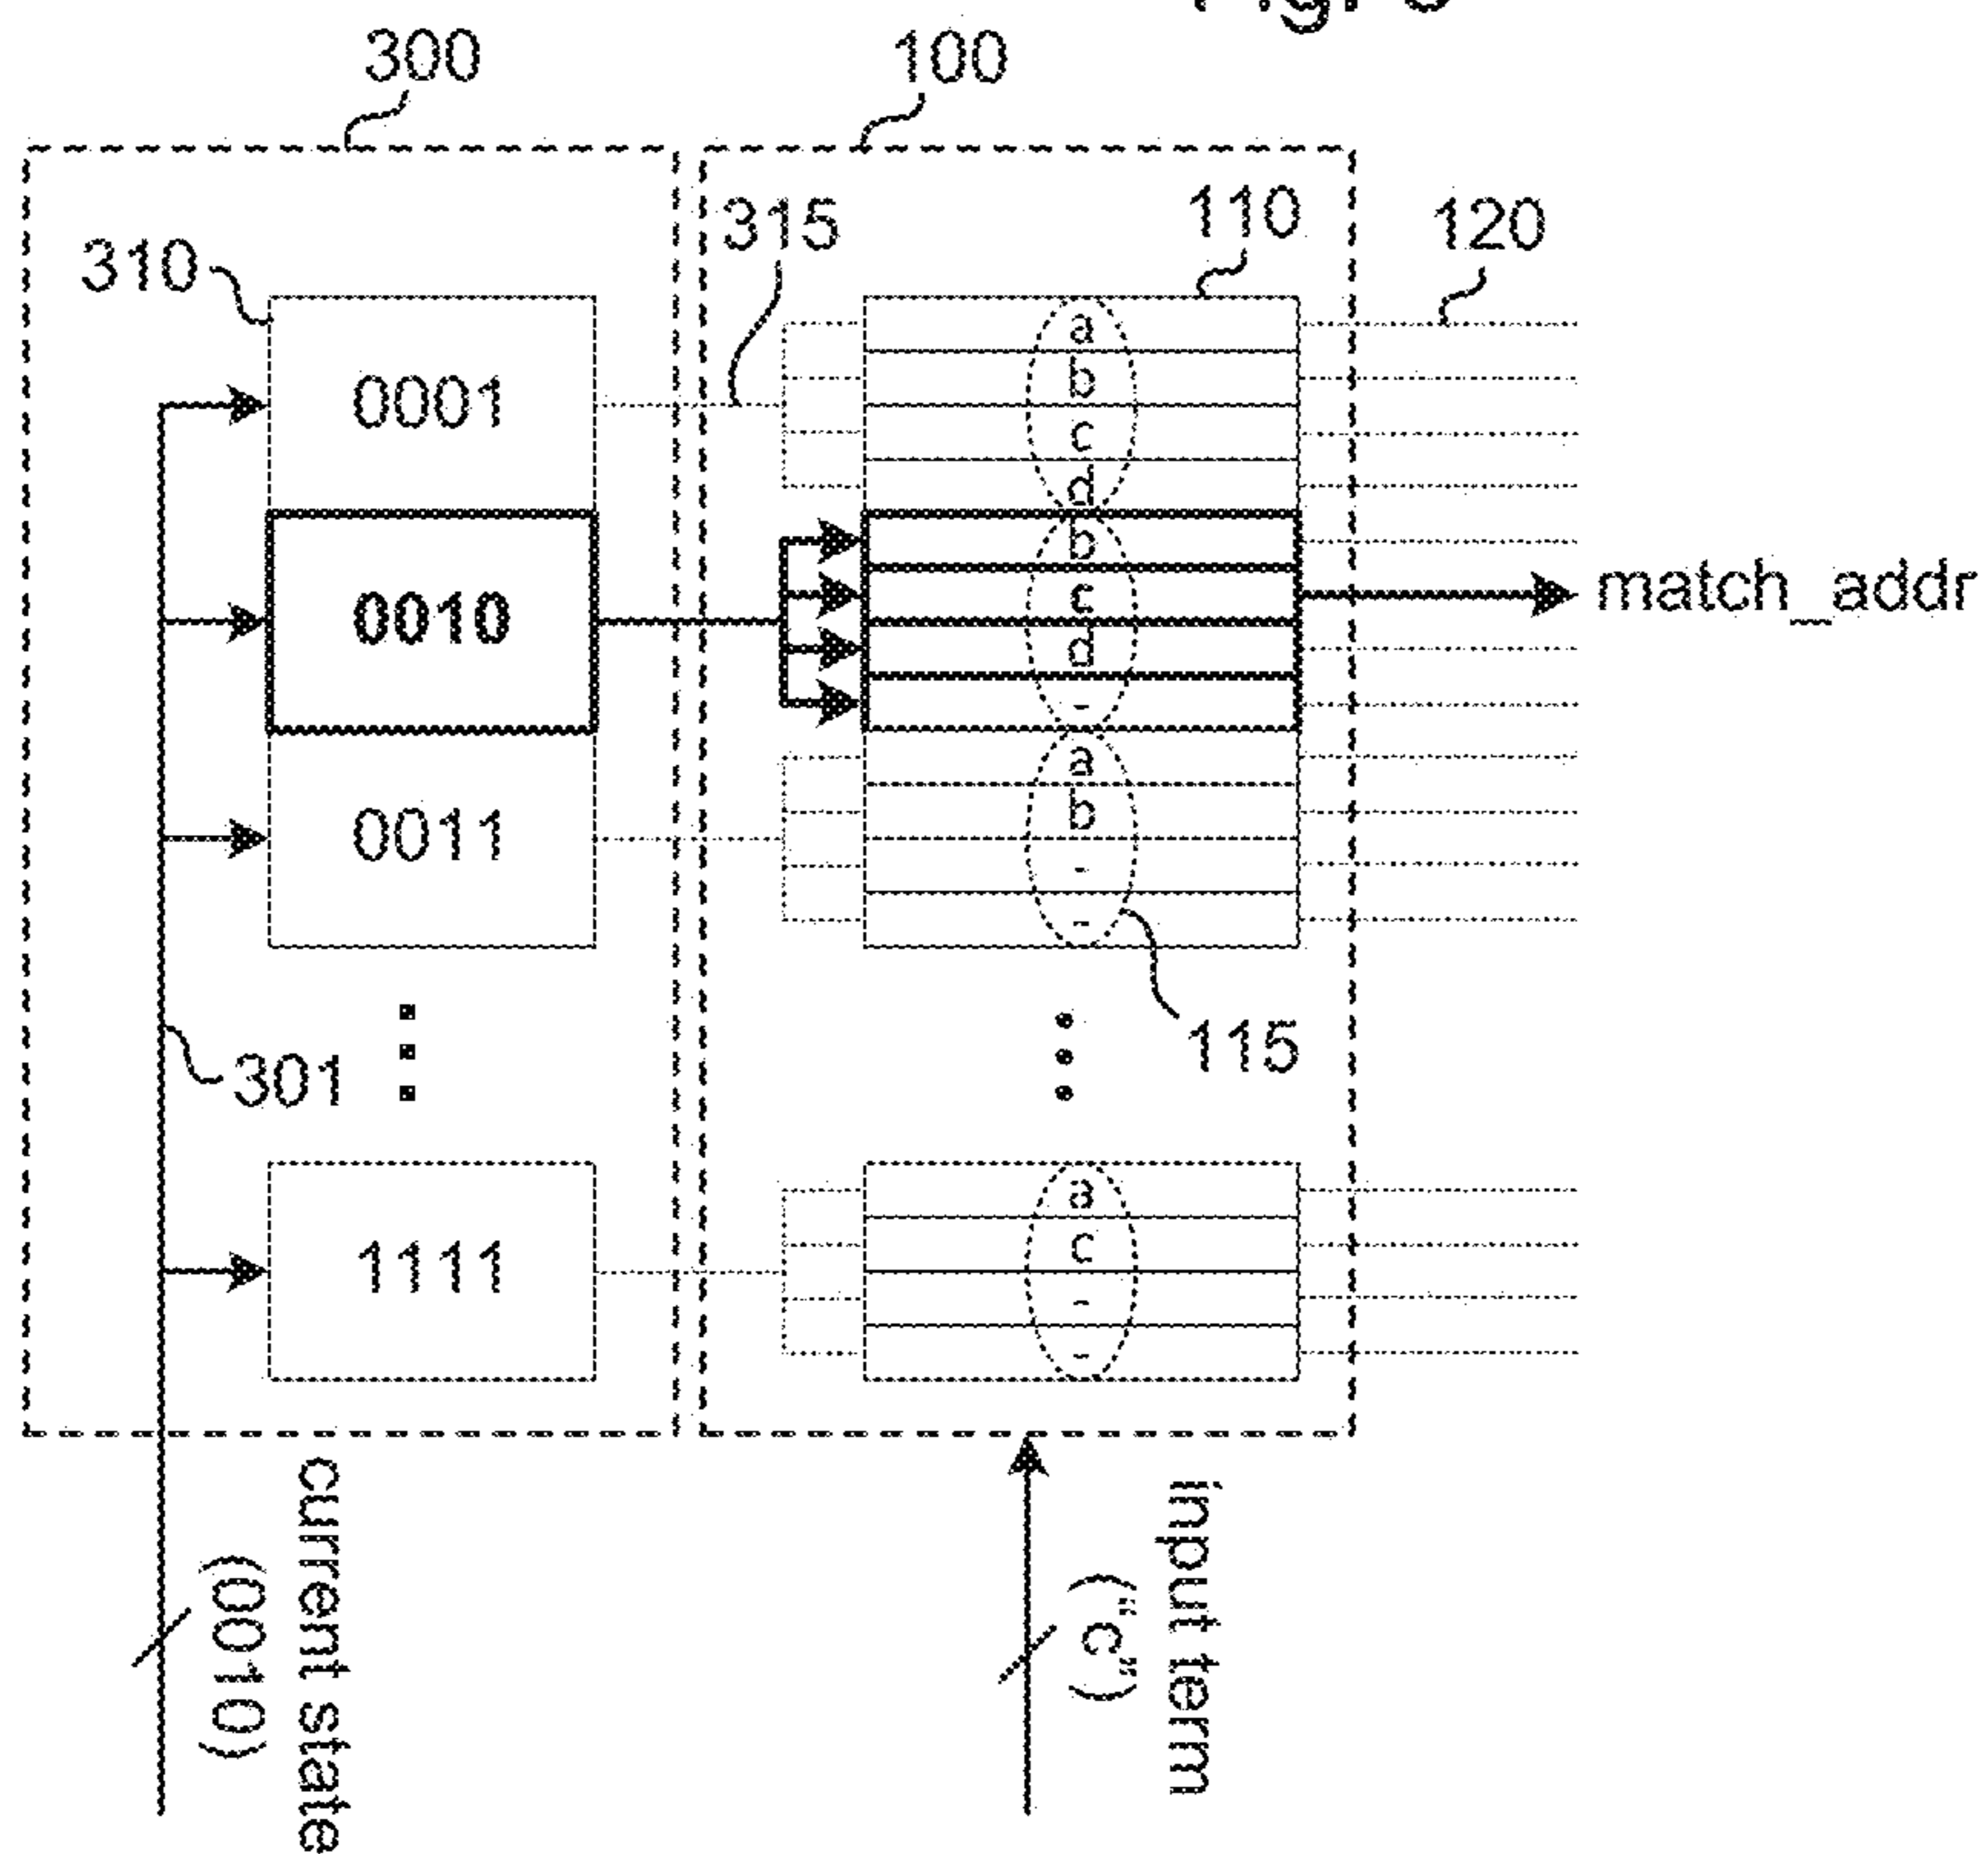 300
100
315
110
120
310
a
b
c
d
0001
b
c
d
-
0010
match_addr
a
b
-
-
0011
115
301
a
c
-
-
1111
current state
(0010)
input term
("c")